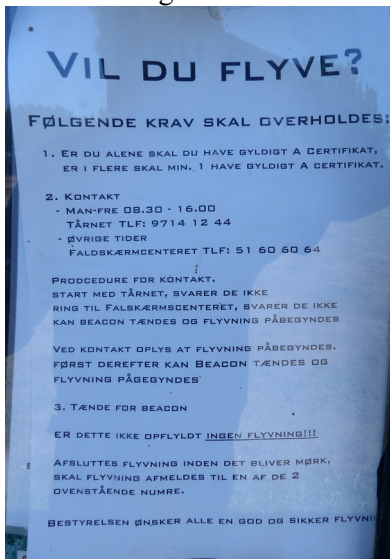 VIL DU FLYVE?
FØLGENDE KRAV SKAL OVERHOLDES:
1. ER DU ALENE SKAL DU HAVE GYLDIGT A CERTIFIKAT,
ER I FLERE SKAL MIN. 1 HAVE GYLDIGT A CERTIFIKAT.
2. KONTAKT
- MAN-FRE 08.30 - 16.00
TÅRNET TLF: 9714 12 44
- ØVRIGE TIDER
FALDSKÆRMCENTERET TLF: 51 60 60 64
PRODCEDURE FOR KONTAKT.
START MED TÅRNET, SVARER DE IKKE
RING TIL FALSKÆRMSCENTERET, SVARER DE IKKE
KAN BEACON TÆNDES OG FLYVNING PÅBEGYNDES
VED KONTAKT OPLYS AT FLYVNING PÅBEGYNDES.
FØRST DEREFTER KAN BEACON TÆNDES OG
FLYVNING PÅGEGYNDES
3. TÆNDE FOR BEACON
ER DETTE IKKE OPFLYLDT INGEN FLYVNING!!!
AFSLUTTES FLYVNING INDEN DET BLIVER MØRK,
SKAL FLYVNING AFMELDES TIL EN AF DE 2
OVENSTÅENDE NUMRE.
BESTYRELSEN ØNSKER ALLE EN GOD OG SIKKER FLYVNI